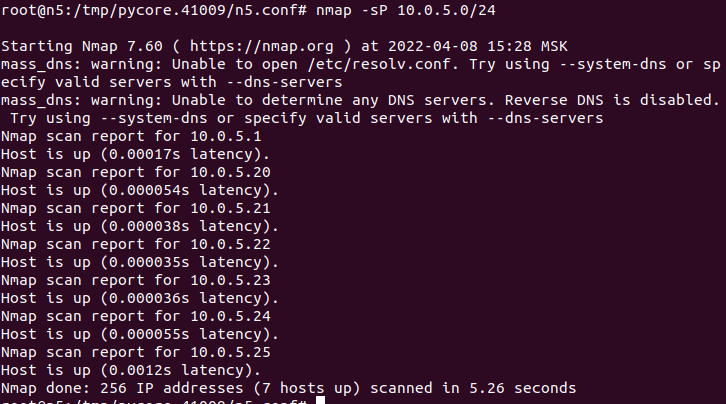 root@n5:/tmp/pycore.41009/n5.conf# nmap -sP 10.0.5.0/24
Starting Nmap 7.60 ( https://nmap.org ) at 2022-04-08 15:28 MSK
mass_dns: warning: Unable to open /etc/resolv.conf. Try using --system-dns or sp
ecify valid servers with --dns-servers
mass_dns: warning: Unable to determine any DNS servers. Reverse DNS is disabled.
 Try using --system-dns or specify valid servers with --dns-servers
Nmap scan report for 10.0.5.1
Host is up (0.00017s latency).
Nmap scan report for 10.0.5.20
Host is up (0.000054s latency).
Nmap scan report for 10.0.5.21
Host is up (0.000038s latency).
Nmap scan report for 10.0.5.22
Host is up (0.000035s latency).
Nmap scan report for 10.0.5.23
Host is up (0.000036s latency).
Nmap scan report for 10.0.5.24
Host is up (0.000055s latency).
Nmap scan report for 10.0.5.25
Host is up (0.0012s latency).
Nmap done: 256 IP addresses (7 hosts up) scanned in 5.26 seconds
root@n5:/tmp/pycore.41009/n5.conf#